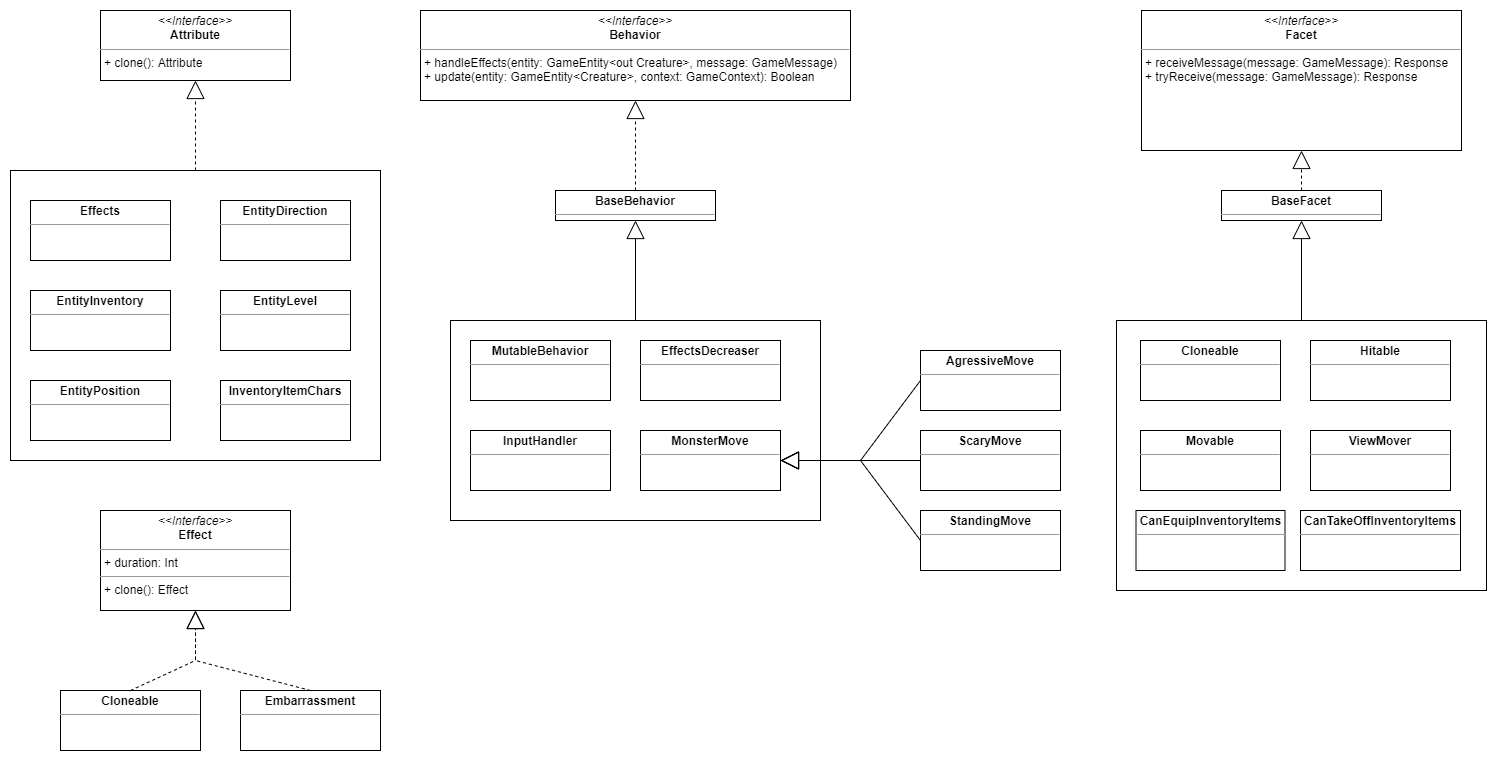 <<Interface>>
Attribute
+ clone(): Attribute
Effects
EntityDirection
EntityInventory
EntityLevel
EntityPosition
InventoryItemChars
<<Interface>>
Effect
+ duration: Int
+ clone(): Effect
Cloneable
Embarrassment
<<Interface>>
Behavior
+ handleEffects(entity: GameEntity<out Creature>, message: GameMessage)
+ update(entity: GameEntity<Creature>, context: GameContext): Boolean
BaseBehavior
MutableBehavior
EffectsDecreaser
InputHandler
MonsterMove
AgressiveMove
ScaryMove
StandingMove
<<Interface>>
Facet
+ receiveMessage(message: GameMessage): Response
+ tryReceive(message: GameMessage): Response
BaseFacet
Cloneable
Hitable
Movable
ViewMover
CanEquipInventoryItems
CanTakeOffInventoryItems